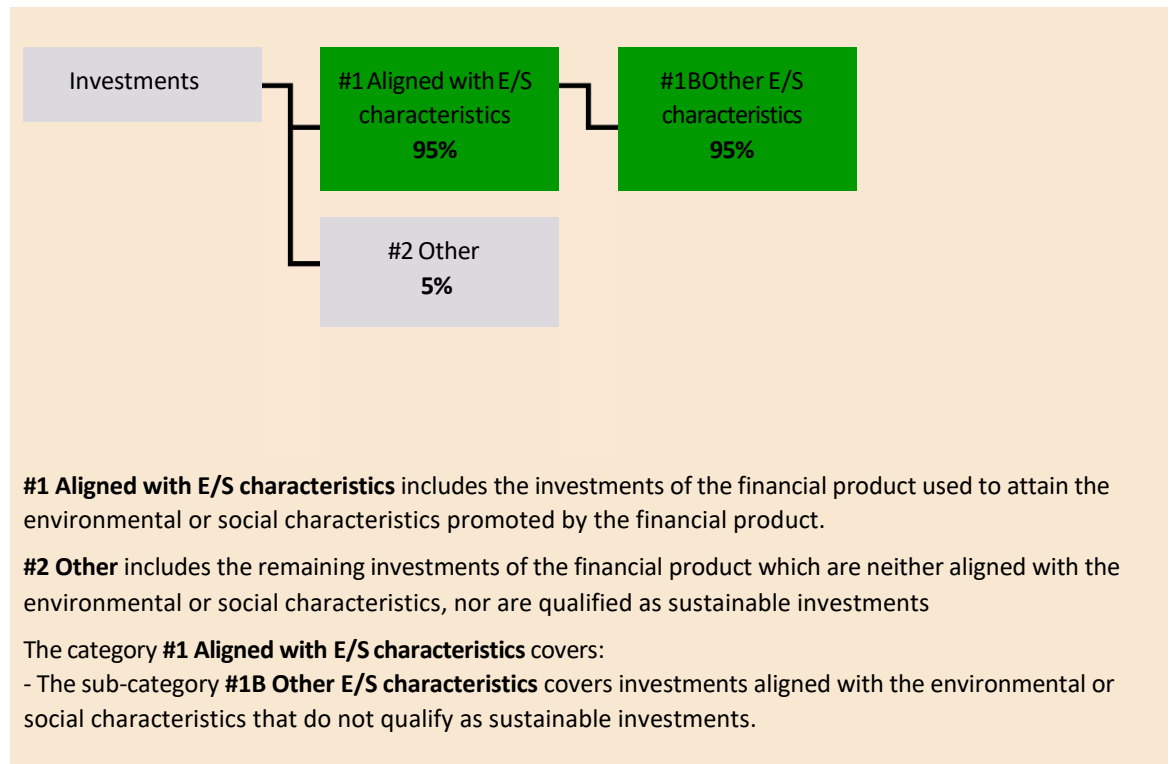 Investments
#1 Aligned with E/S
characteristics
95%
#1BOther E/S
characteristics
95%
#2 Other
5%
#1 Aligned with E/S characteristics includes the investments of the financial product used to attain the
environmental or social characteristics promoted by the financial product.
#2 Other includes the remaining investments of the financial product which are neither aligned with the
environmental or social characteristics, nor are qualified as sustainable investments
The category #1 Aligned with E/S characteristics covers:
- The sub-category #1B Other E/S characteristics covers investments aligned with the environmental or
social characteristics that do not qualify as sustainable investments.